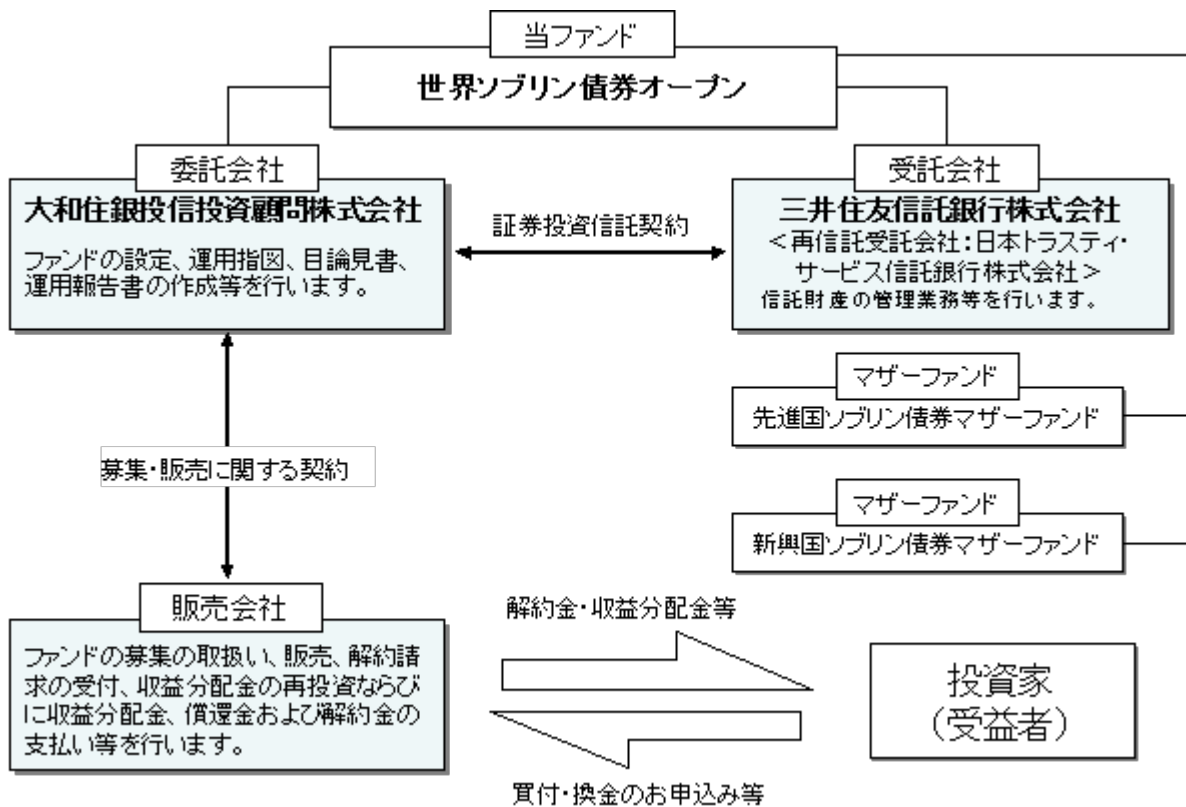 当ファンド
世界ソブリン債券オープン
委託会社
大和住銀投信投資顧問株式会社
ファンドの設定、運用指図、目論見書、
運用報告書の作成等を行います。
証券投資信託契約
受託会社
三井住友信託銀行株式会社
<再信託受託会社:日本トラスティ・
サービス信託銀行株式会社>
信託財産の管理業務等を行います。
マザーファンド
先進国ソブリン債券マザーファンド
募集・販売に関する契約
マザーファンド
新興国ソブリン債券マザーファンド
販売会社
ファンドの募集の取扱い、販売、解約請
求の受付、収益分配金の再投資ならび
に収益分配金、償還金および解約金の
支払い等を行います。
解約金・収益分配金等
投資家
(受益者)
買付・換金のお申込み等